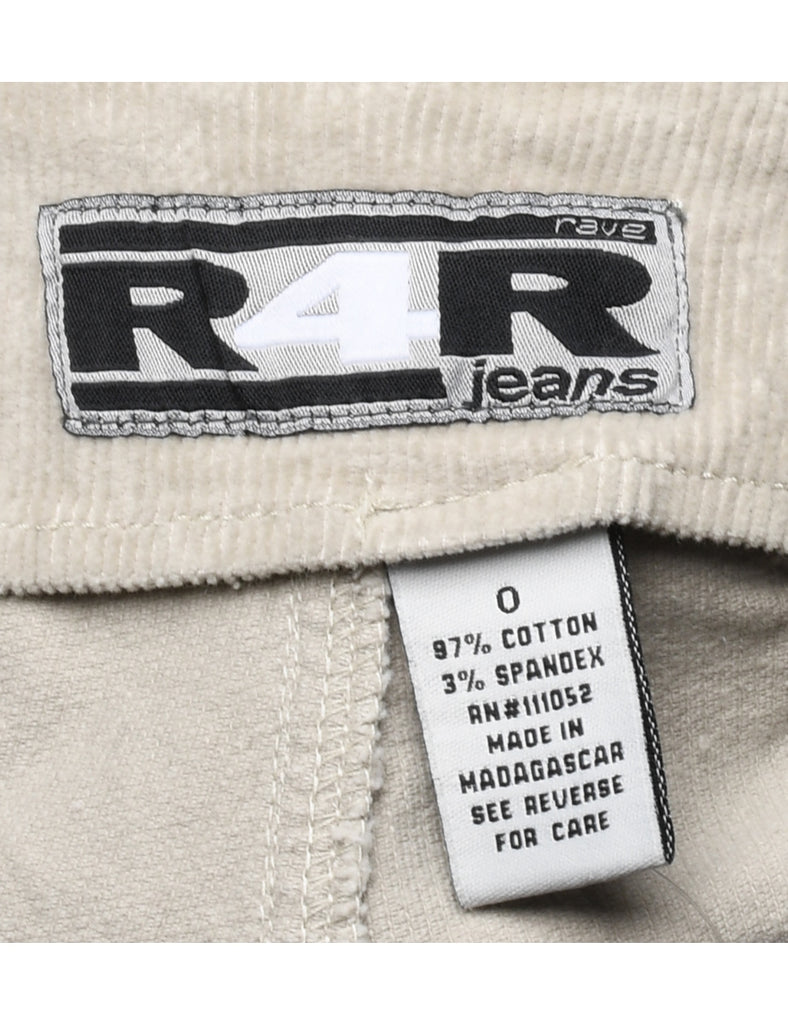 rave
R4R
jeans
0
97% COTTON
3% SPANDEX
RN#111052
MADE IN
MADAGASCAR
SEE REVERSE
FOR CARE